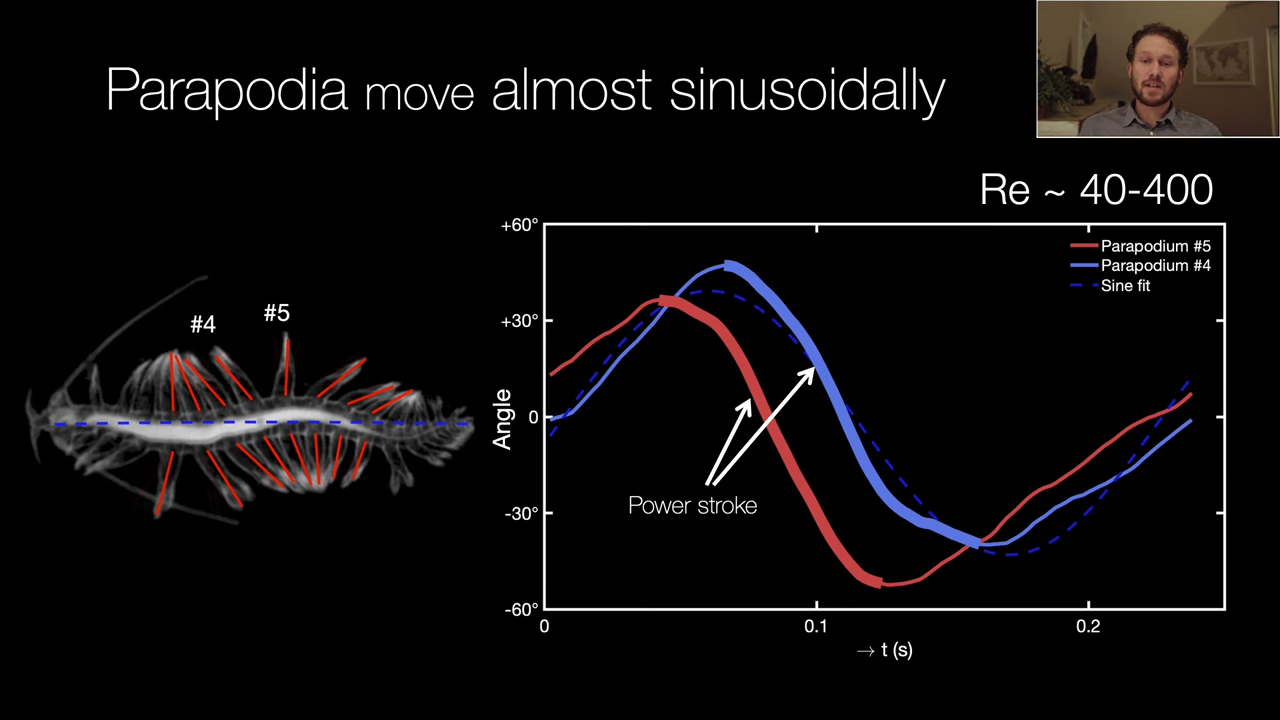 Parapodia move almost sinusoidally
Re ~ 40-400
#4
#5
+60°
+30°
0
-30°
-60°
Angle
Parapodium #5
Parapodium #4
Sine fit
Power stroke
0
0.1
0.2
→ t (s)